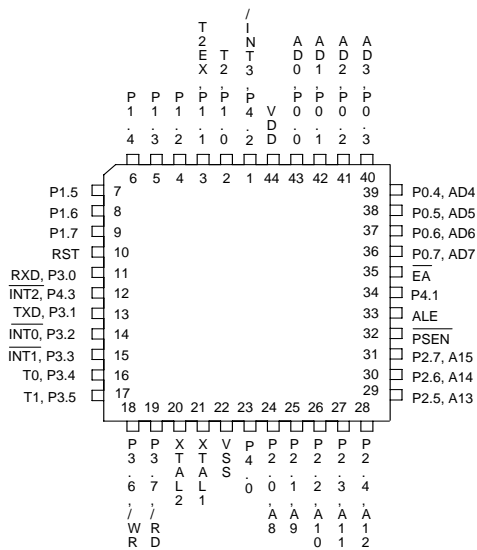 T2EX,P1.1
T2,P1.0
/INT3,P4.2
VDD
AD0,P0.0
AD1,P0.1
AD2,P0.2
AD3,P0.3
P1.4
P1.3
P1.2
6 5 4 3 2 1 44 43 42 41 40
P1.5 7
P1.6 8
P1.7 9
RST 10
RXD, P3.0 11
INT2, P4.3 12
TXD, P3.1 13
INT0, P3.2 14
INT1, P3.3 15
T0, P3.4 16
T1, P3.5 17
39 P0.4, AD4
38 P0.5, AD5
37 P0.6, AD6
36 P0.7, AD7
35 EA
34 P4.1
33 ALE
32 PSEN
31 P2.7, A15
30 P2.6, A14
29 P2.5, A13
18 19 20 21 22 23 24 25 26 27 28
P3.6,/WR
P3.7,/RD
XTAL2
XTAL1
VSS
P4.0
P2.0,A8
P2.1,A9
P2.2,A10
P2.3,A11
P2.4,A12